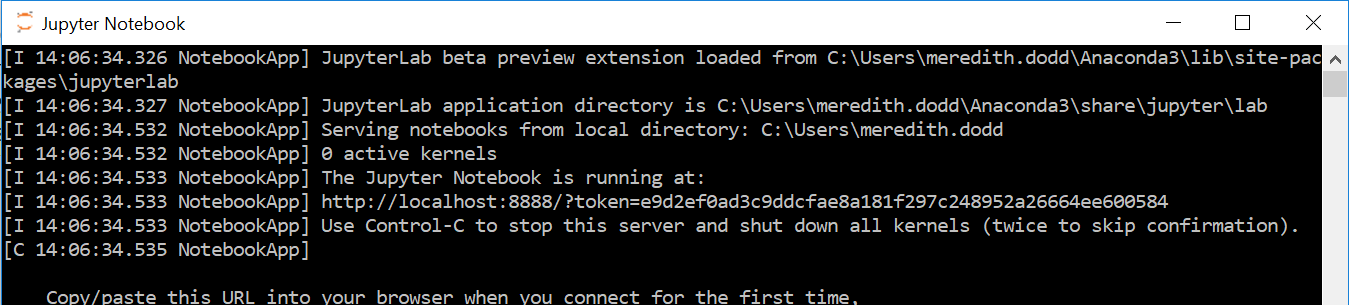 Jupyter Notebook
[I 14:06:34.326 NotebookApp] JupyterLab beta preview extension loaded from C:\Users\meredith.dodd\Anaconda3\lib\site-pac
kages\jupyterlab
[I 14:06:34.327 NotebookApp] JupyterLab application directory is C:\Users\meredith.dodd\Anaconda3\share\jupyter\lab
[I 14:06:34.532 NotebookApp] Serving notebooks from local directory: C:\Users\meredith.dodd
[I 14:06:34.532 NotebookApp] 0 active kernels
[I 14:06:34.533 NotebookApp] The Jupyter Notebook is running at:
[I 14:06:34.533 NotebookApp] http://localhost:8888/?token=e9d2ef0ad3c9ddcfae8a181f297c248952a26664ee600584
[I 14:06:34.533 NotebookApp] Use Control-C to stop this server and shut down all kernels (twice to skip confirmation).
[C 14:06:34.535 NotebookApp]
Copy/paste this URL into your browser when you connect for the first time,